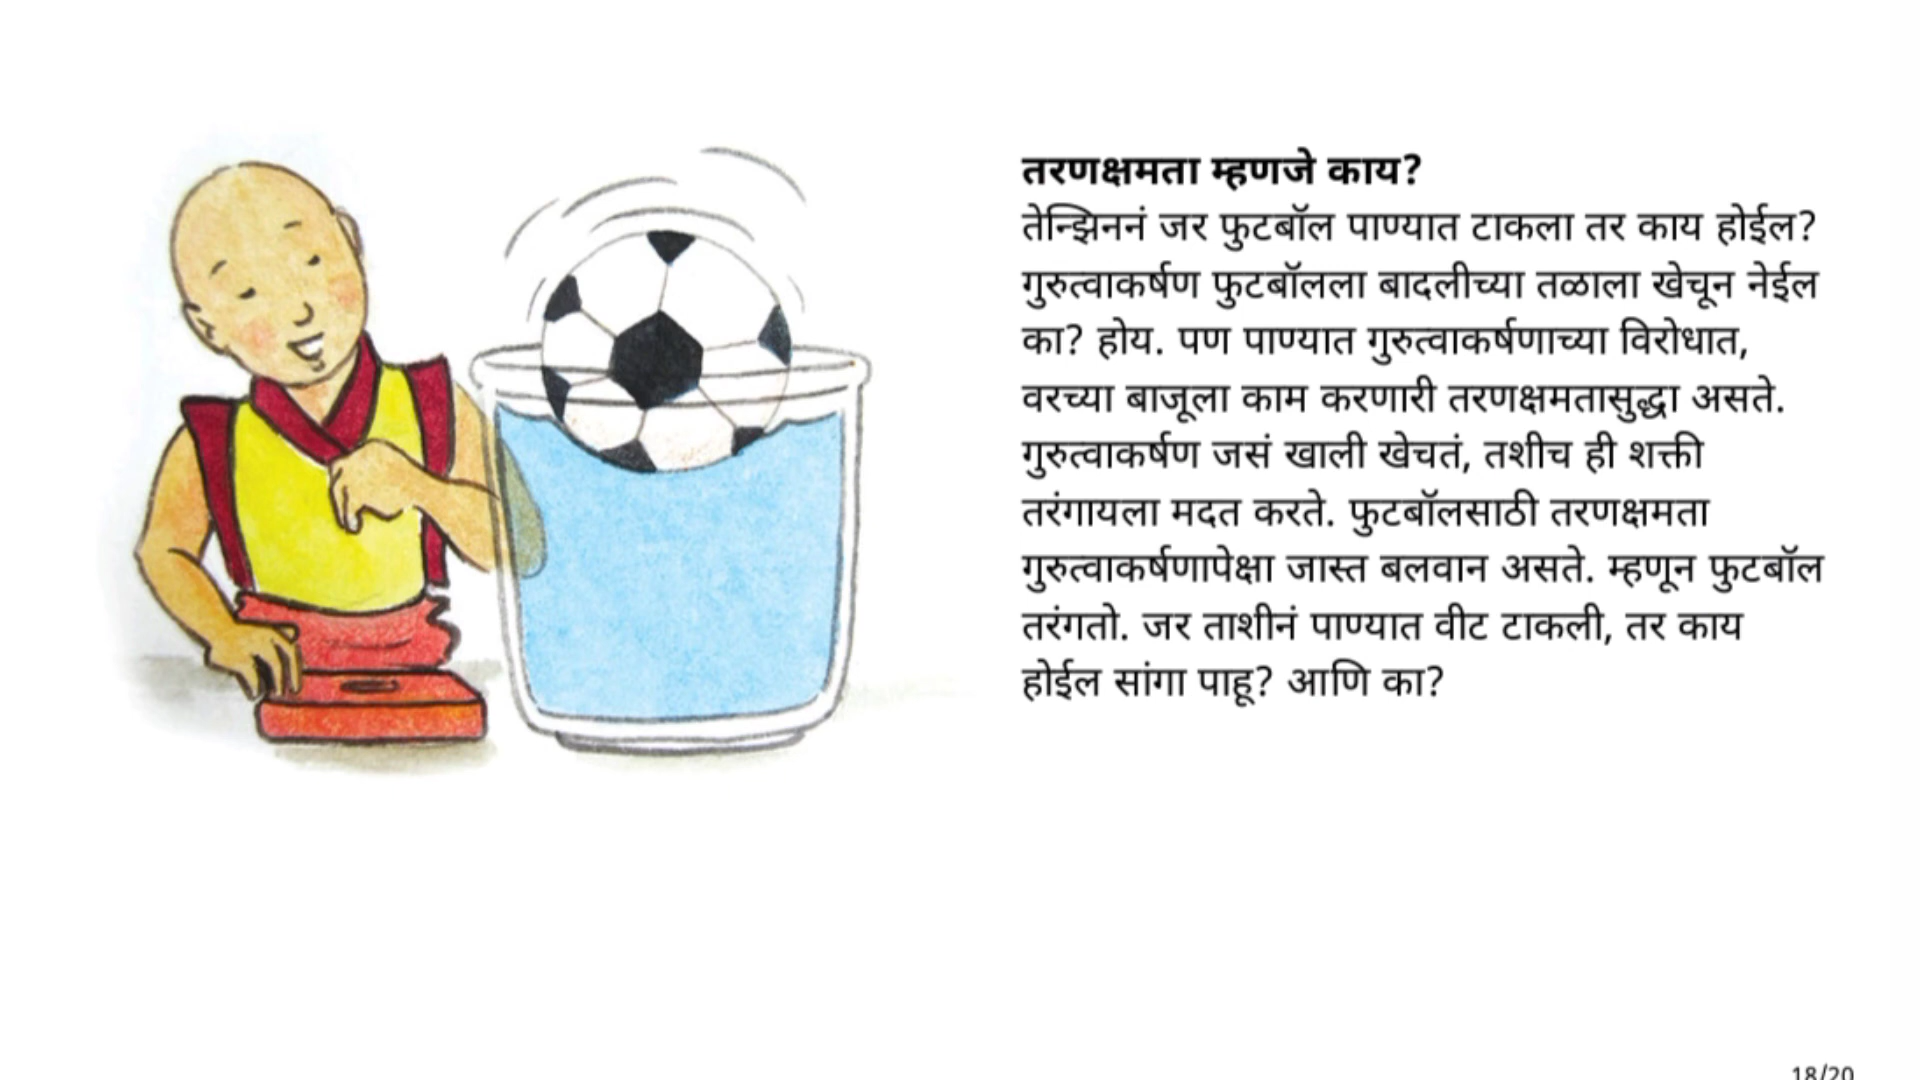 तरणक्षमता म्हणजे काय?
तेन्झिननं जर फुटबॉल पाण्यात टाकला तर काय होईल?
गुरुत्वाकर्षण फुटबॉलला बादलीच्या तळाला खेचून नेईल
का? होय. पण पाण्यात गुरुत्वाकर्षणाच्या विरोधात,
वरच्या बाजूला काम करणारी तरणक्षमतासुद्धा असते.
गुरुत्वाकर्षण जसं खाली खेचतं, तशीच ही शक्ती
तरंगायला मदत करते. फुटबॉलसाठी तरणक्षमता
गुरुत्वाकर्षणापेक्षा जास्त बलवान असते. म्हणून फुटबॉल
तरंगतो. जर ताशीनं पाण्यात वीट टाकली, तर काय
होईल सांगा पाहू? आणि का?
18/20